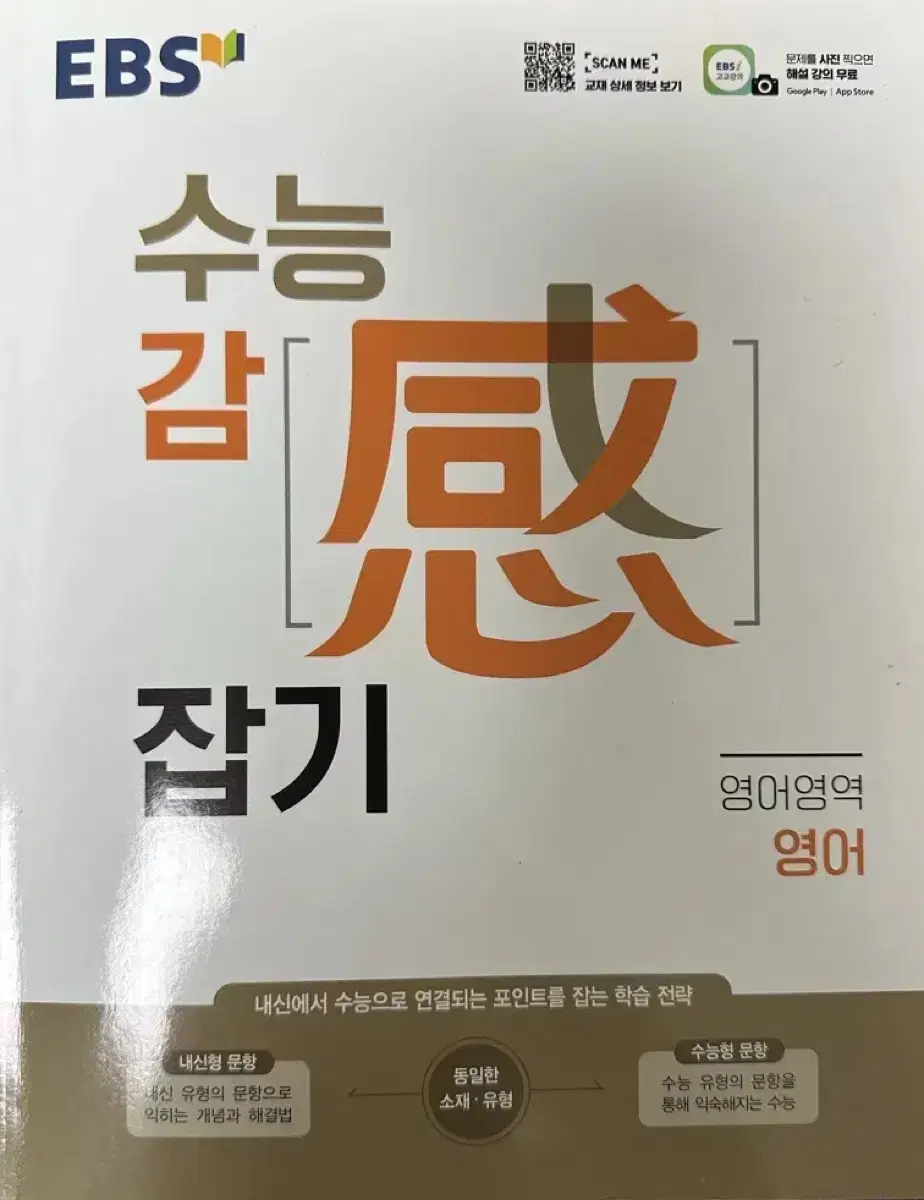 EBS
[SCAN ME]
교재 상세 정보 보기
EBSi
고교강의
문제를 사진 찍으면
해설 강의 무료
Google Play | App Store
수능
감
[感]
잡기
영어영역
영어
내신에서 수능으로 연결되는 포인트를 잡는 학습 전략
내신형 문항
내신 유형의 문항으로
익히는 개념과 해결법
동일한
소재·유형
수능형 문항
수능 유형의 문항을
통해 익숙해지는 수능